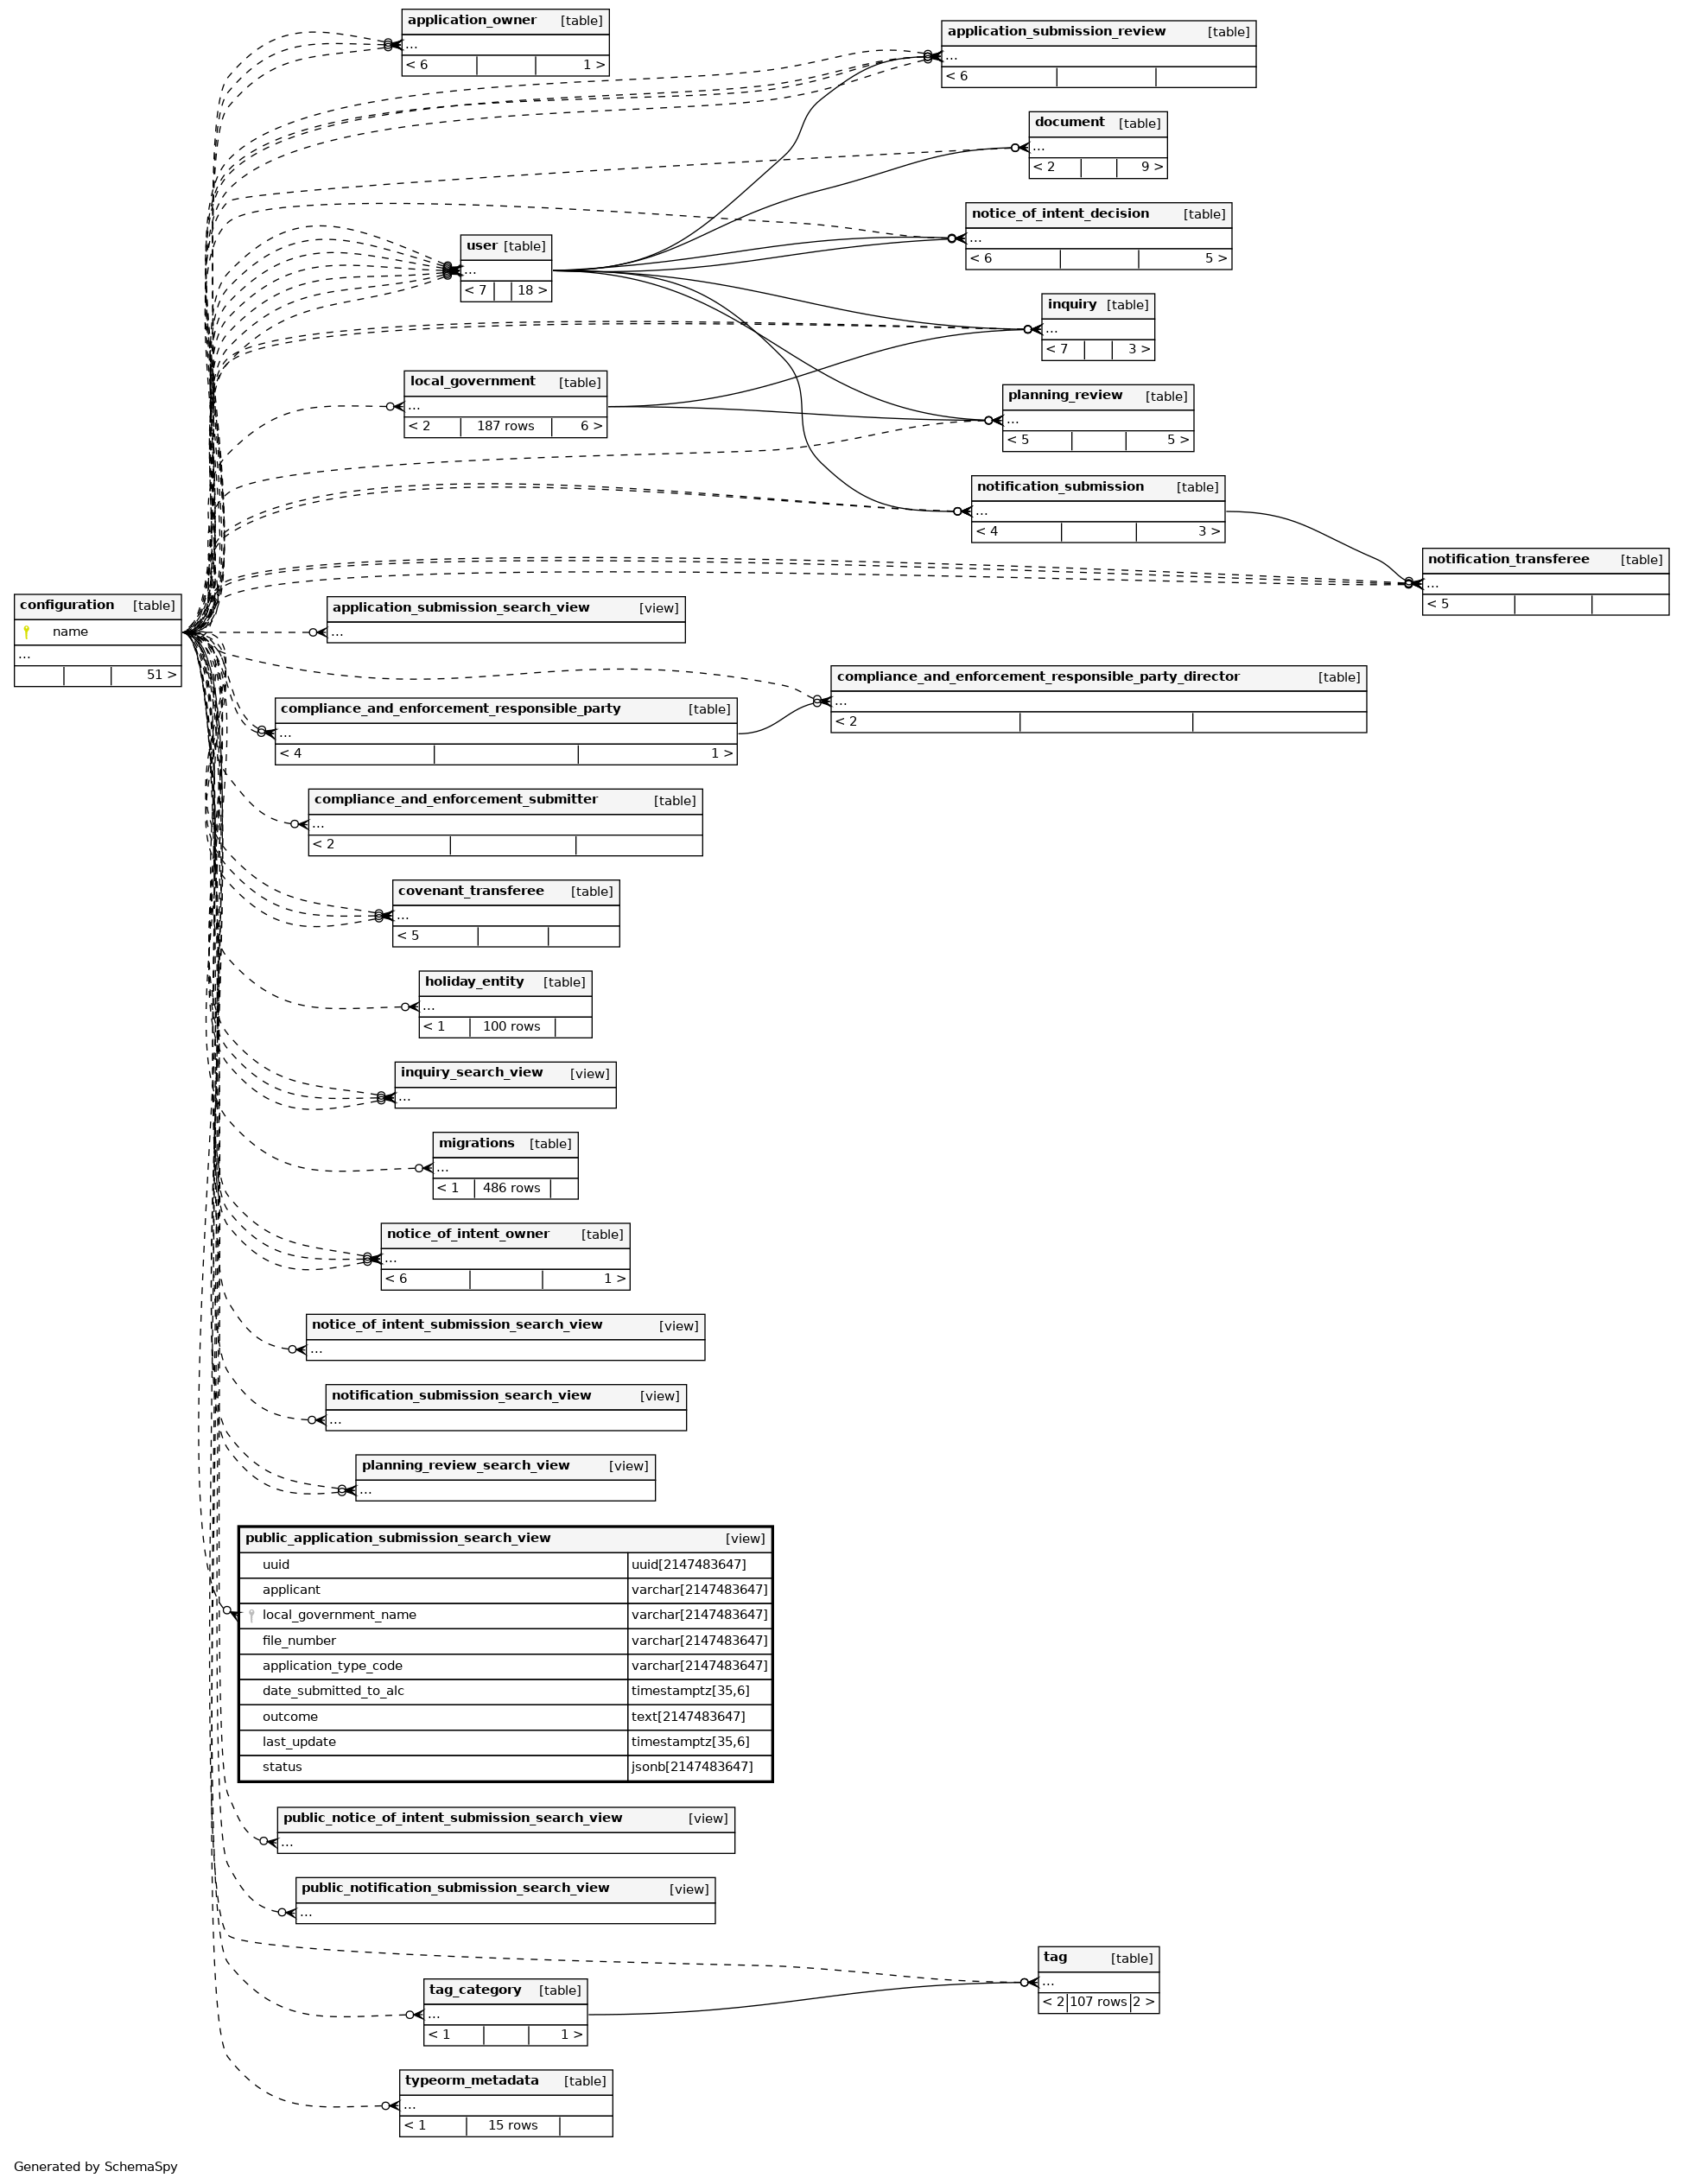 application_owner [table]
...
< 6 1 >
application_submission_review [table]
...
< 6
document [table]
...
< 2 9 >
notice_of_intent_decision [table]
...
< 6 5 >
user [table]
...
< 7 18 >
inquiry [table]
...
< 7 3 >
local_government [table]
...
< 2 187 rows 6 >
planning_review [table]
...
< 5 5 >
notification_submission [table]
...
< 4 3 >
notification_transferee [table]
...
< 5
configuration [table]
name
...
51 >
application_submission_search_view [view]
...
compliance_and_enforcement_responsible_party_director [table]
...
< 2
compliance_and_enforcement_responsible_party [table]
...
< 4 1 >
compliance_and_enforcement_submitter [table]
...
< 2
covenant_transferee [table]
...
< 5
holiday_entity [table]
...
< 1 100 rows
inquiry_search_view [view]
...
migrations [table]
...
< 1 486 rows
notice_of_intent_owner [table]
...
< 6 1 >
notice_of_intent_submission_search_view [view]
...
notification_submission_search_view [view]
...
planning_review_search_view [view]
...
public_application_submission_search_view [view]
uuid uuid[2147483647]
applicant varchar[2147483647]
local_government_name varchar[2147483647]
file_number varchar[2147483647]
application_type_code varchar[2147483647]
date_submitted_to_alc timestamptz[35,6]
outcome text[2147483647]
last_update timestamptz[35,6]
status jsonb[2147483647]
public_notice_of_intent_submission_search_view [view]
...
public_notification_submission_search_view [view]
...
tag [table]
...
< 2 107 rows 2 >
tag_category [table]
...
< 1 1 >
typeorm_metadata [table]
...
< 1 15 rows
Generated by SchemaSpy